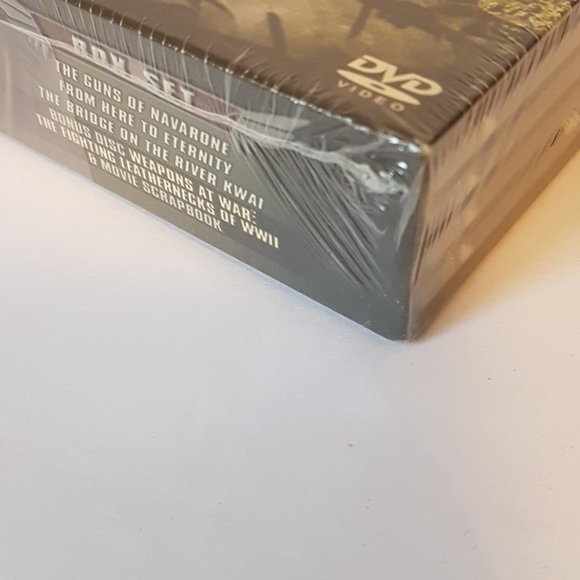 DVD
VIDEO
BOX SET
THE GUNS OF NAVARONE
FROM HERE TO ETERNITY
THE BRIDGE ON THE RIVER KWAI
BONUS DISC WEAPONS AT WAR:
THE FIGHTING LEATHERNECKS OF WWII
& MOVIE SCRAPBOOK